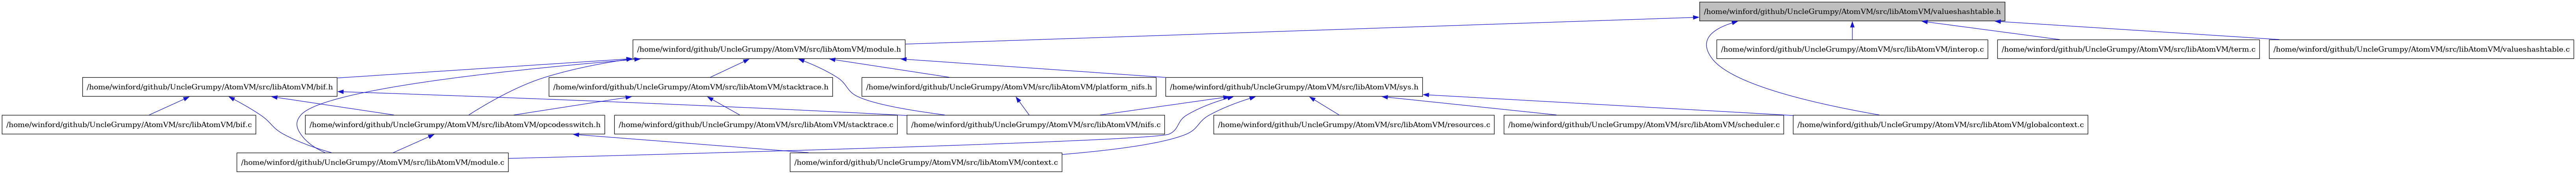 /home/winford/github/UncleGrumpy/AtomVM/src/libAtomVM/valueshashtable.h
/home/winford/github/UncleGrumpy/AtomVM/src/libAtomVM/module.h
/home/winford/github/UncleGrumpy/AtomVM/src/libAtomVM/interop.c
/home/winford/github/UncleGrumpy/AtomVM/src/libAtomVM/term.c
/home/winford/github/UncleGrumpy/AtomVM/src/libAtomVM/valueshashtable.c
/home/winford/github/UncleGrumpy/AtomVM/src/libAtomVM/bif.h
/home/winford/github/UncleGrumpy/AtomVM/src/libAtomVM/stacktrace.h
/home/winford/github/UncleGrumpy/AtomVM/src/libAtomVM/platform_nifs.h
/home/winford/github/UncleGrumpy/AtomVM/src/libAtomVM/sys.h
/home/winford/github/UncleGrumpy/AtomVM/src/libAtomVM/bif.c
/home/winford/github/UncleGrumpy/AtomVM/src/libAtomVM/opcodesswitch.h
/home/winford/github/UncleGrumpy/AtomVM/src/libAtomVM/stacktrace.c
/home/winford/github/UncleGrumpy/AtomVM/src/libAtomVM/nifs.c
/home/winford/github/UncleGrumpy/AtomVM/src/libAtomVM/resources.c
/home/winford/github/UncleGrumpy/AtomVM/src/libAtomVM/scheduler.c
/home/winford/github/UncleGrumpy/AtomVM/src/libAtomVM/globalcontext.c
/home/winford/github/UncleGrumpy/AtomVM/src/libAtomVM/module.c
/home/winford/github/UncleGrumpy/AtomVM/src/libAtomVM/context.c